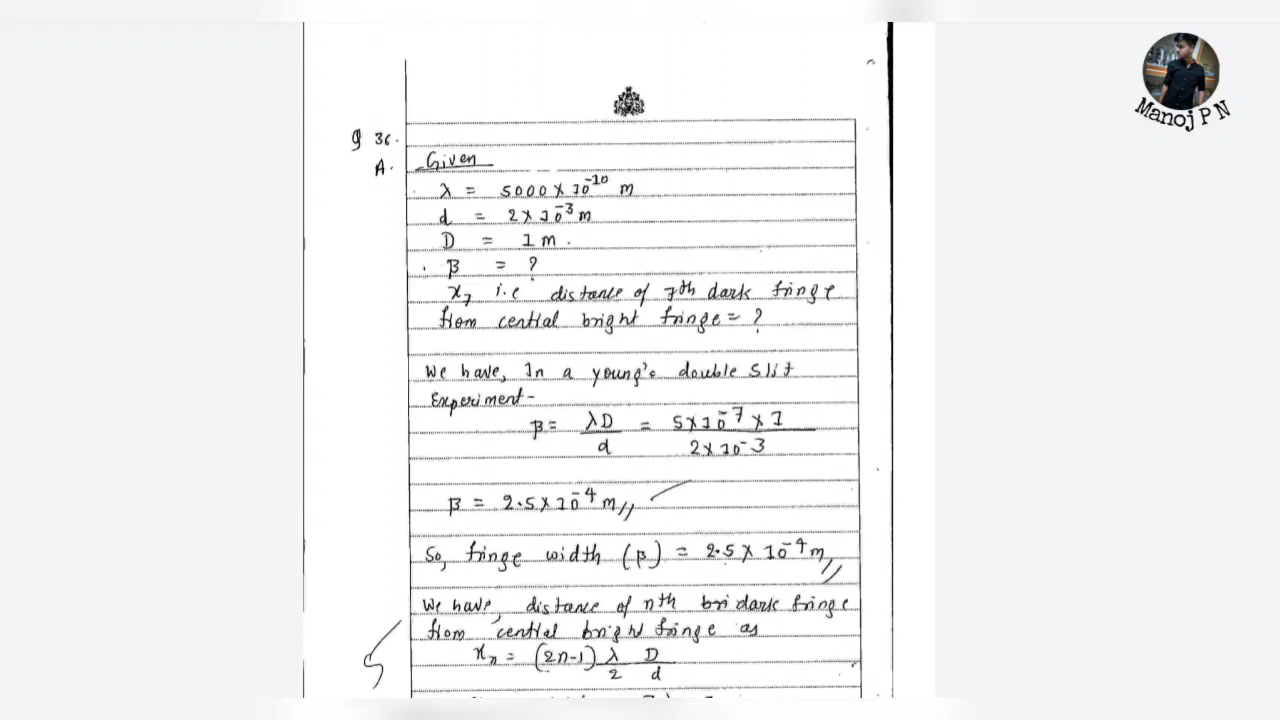 Q 36.
A. Given
λ = 5000 × 10⁻¹⁰ m
d = 2 × 10⁻³ m
D = 1 m.
β = ?
x₇ i.e distance of 7th dark fringe
from central bright fringe = ?
We have, In a young's double slit
Experiment-
β = λD/d = 5×10⁻⁷ × 1 / 2×10⁻³
β = 2.5 × 10⁻⁴ m //
So, fringe width (β) = 2.5 × 10⁻⁴ m //
We have, distance of nth bri dark fringe
from central bright fringe as
xₙ = (2n-1) λ/2 D/d
Manoj P N